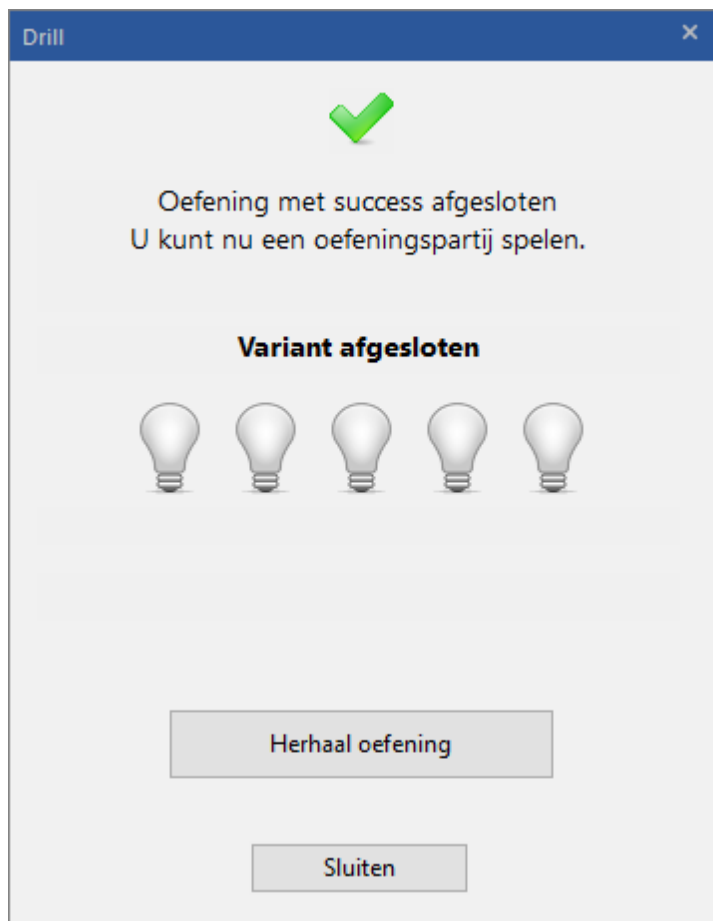 Drill
Oefening met success afgesloten
U kunt nu een oefeningspartij spelen.
Variant afgesloten
Herhaal oefening
Sluiten